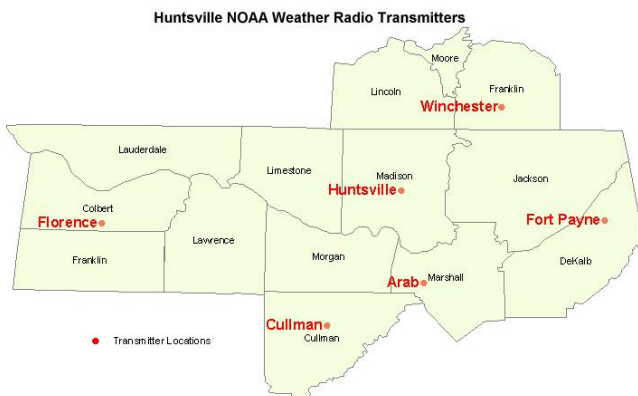 Huntsville NOAA Weather Radio Transmitters
Moore
Lincoln
Franklin
Winchester
Lauderdale
Limestone
Madison
Jackson
Huntsville
Colbert
Florence
Fort Payne
Lawrence
Franklin
Morgan
DeKalb
Marshall
Arab
Cullman
Cullman
Transmitter Locations